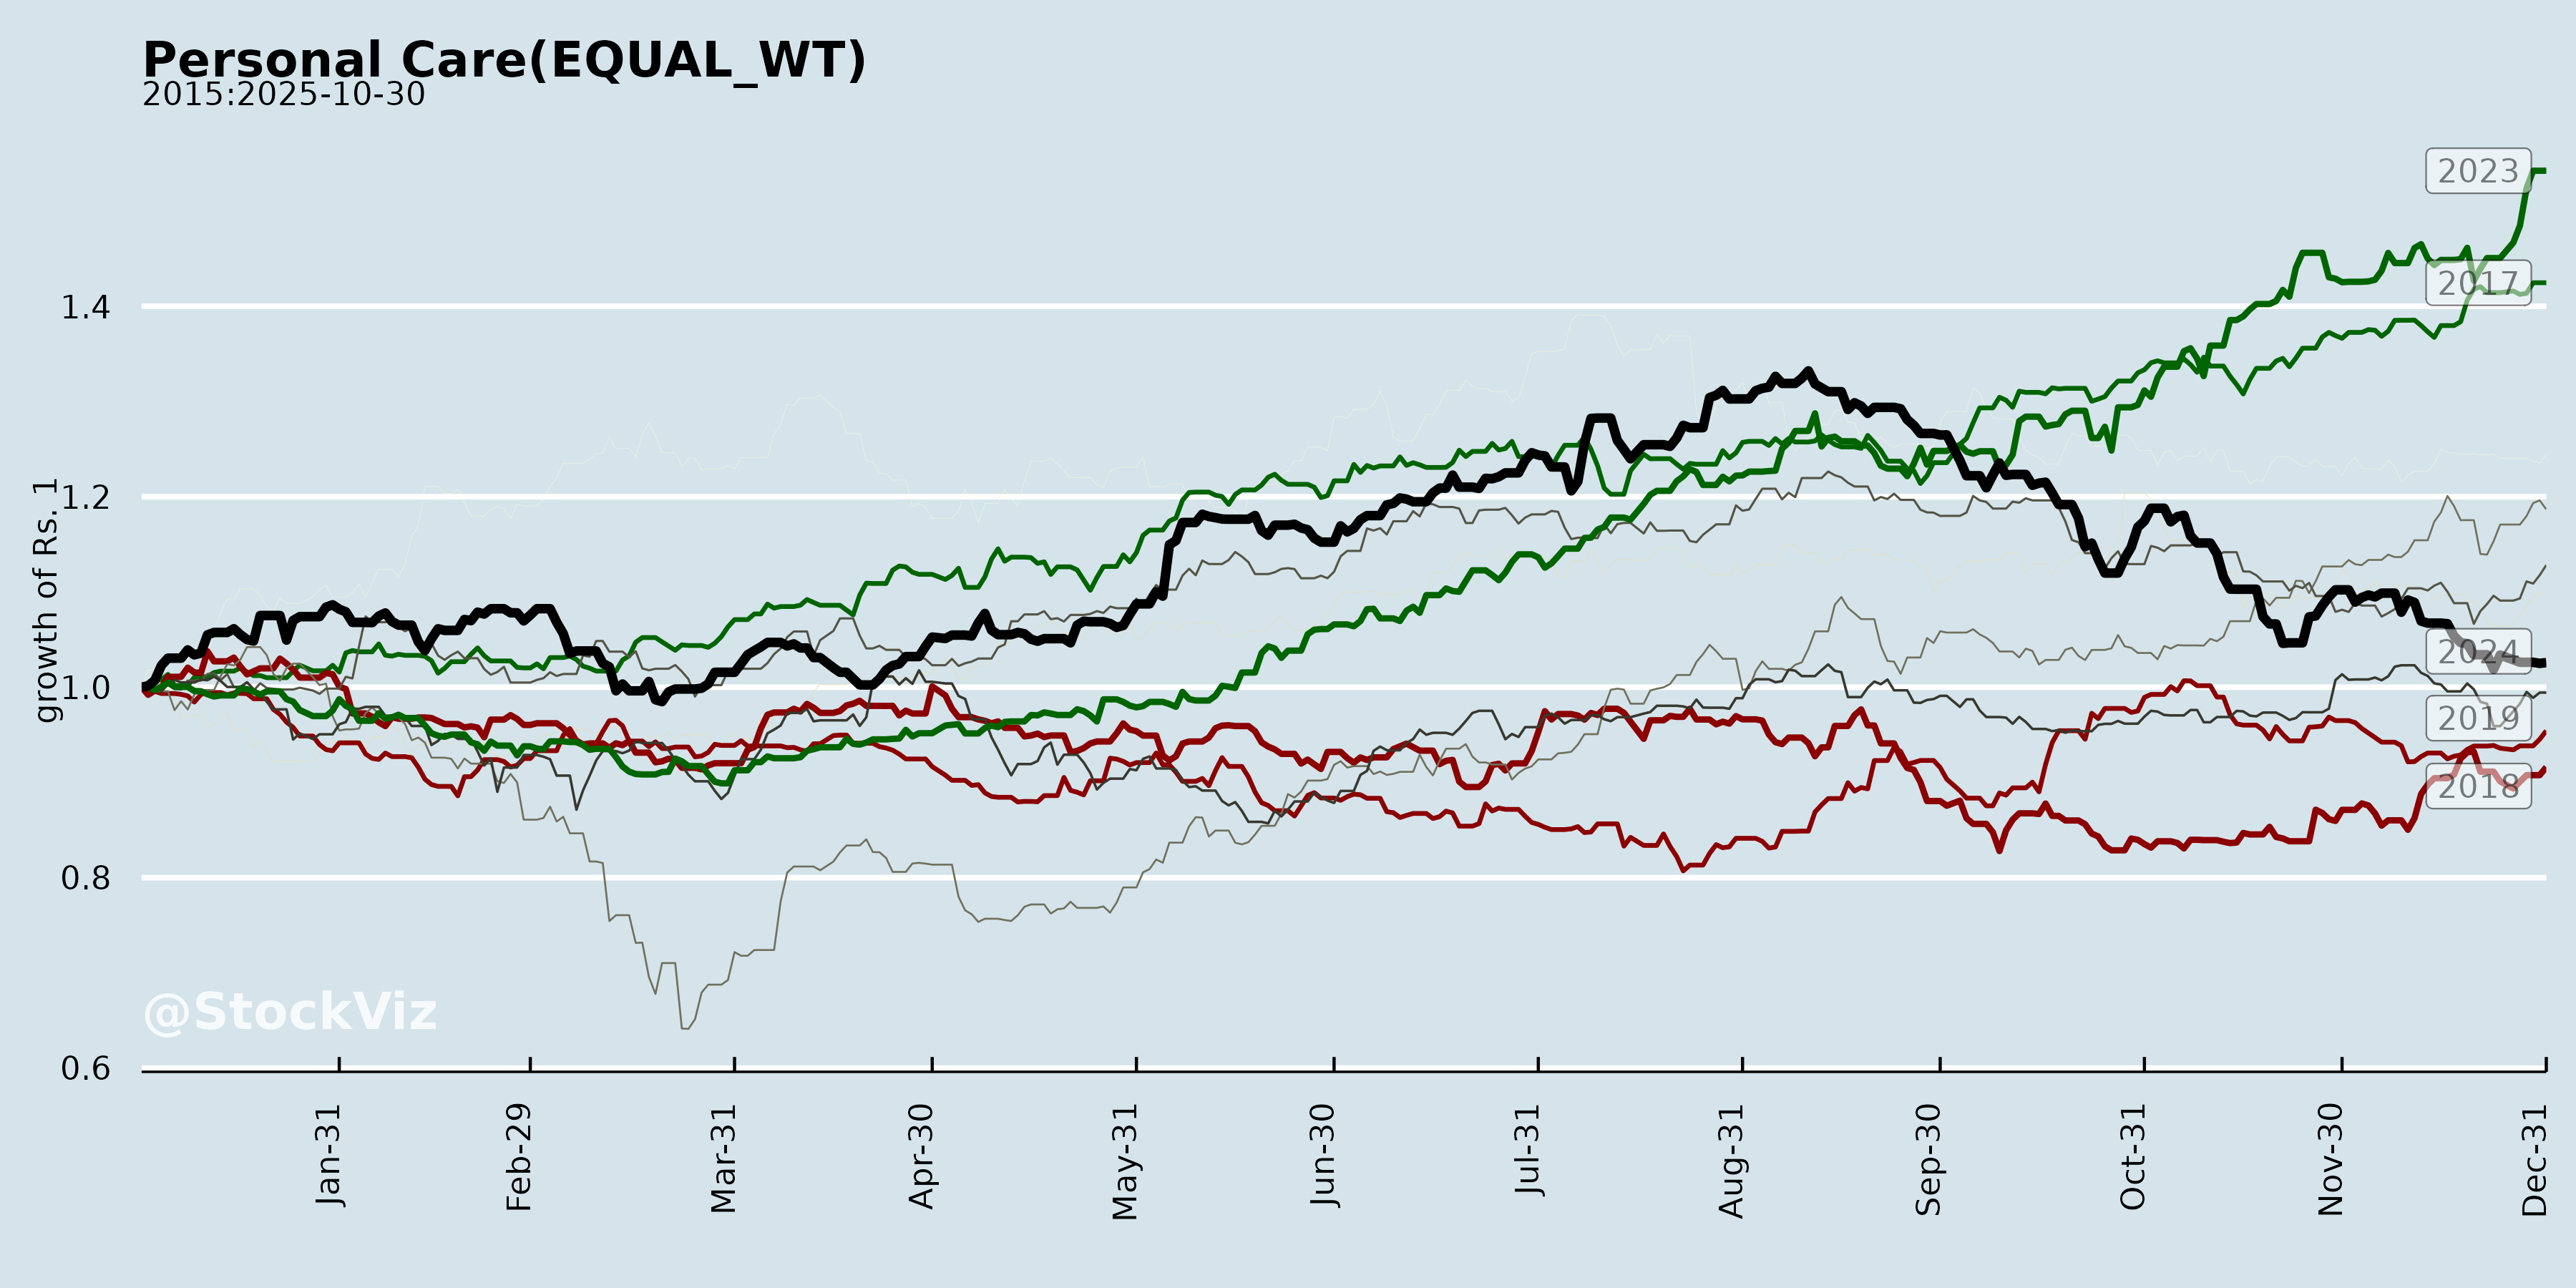 Personal Care(EQUAL_WT)
2015:2025-10-30
growth of Rs. 1
1.4
1.2
1.0
0.8
0.6
2023
2017
2024
2019
2018
@StockViz
Jan-31
Feb-29
Mar-31
Apr-30
May-31
Jun-30
Jul-31
Aug-31
Sep-30
Oct-31
Nov-30
Dec-31